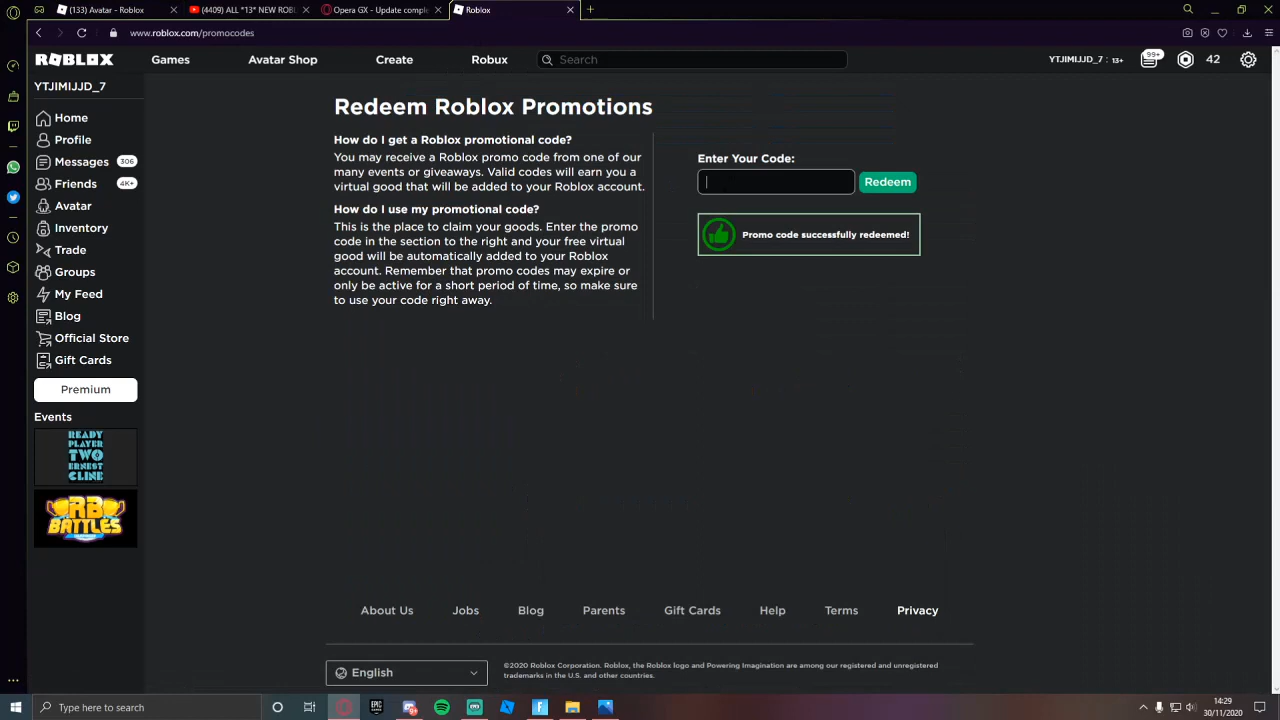 (133) Avatar - Roblox
(4409) ALL *13* NEW ROBL
Opera GX - Update comple
Roblox
www.roblox.com/promocodes
ROBLOX
Games
Avatar Shop
Create
Robux
Search
YTJIMIJJD_7 : 13+
99+
42
YTJIMIJJD_7
Home
Profile
Messages 306
Friends 4K+
Avatar
Inventory
Trade
Groups
My Feed
Blog
Official Store
Gift Cards
Premium
Events
READY
PLAYER
TWO
ERNEST
CLINE
RB
BATTLES
Redeem Roblox Promotions
How do I get a Roblox promotional code?
You may receive a Roblox promo code from one of our
many events or giveaways. Valid codes will earn you a
virtual good that will be added to your Roblox account.
How do I use my promotional code?
This is the place to claim your goods. Enter the promo
code in the section to the right and your free virtual
good will be automatically added to your Roblox
account. Remember that promo codes may expire or
only be active for a short period of time, so make sure
to use your code right away.
Enter Your Code:
Redeem
Promo code successfully redeemed!
About Us
Jobs
Blog
Parents
Gift Cards
Help
Terms
Privacy
English
©2020 Roblox Corporation. Roblox, the Roblox logo and Powering Imagination are among our registered and unregistered
trademarks in the U.S. and other countries.
Type here to search
EPIC
GAMES
14:29
30/11/2020